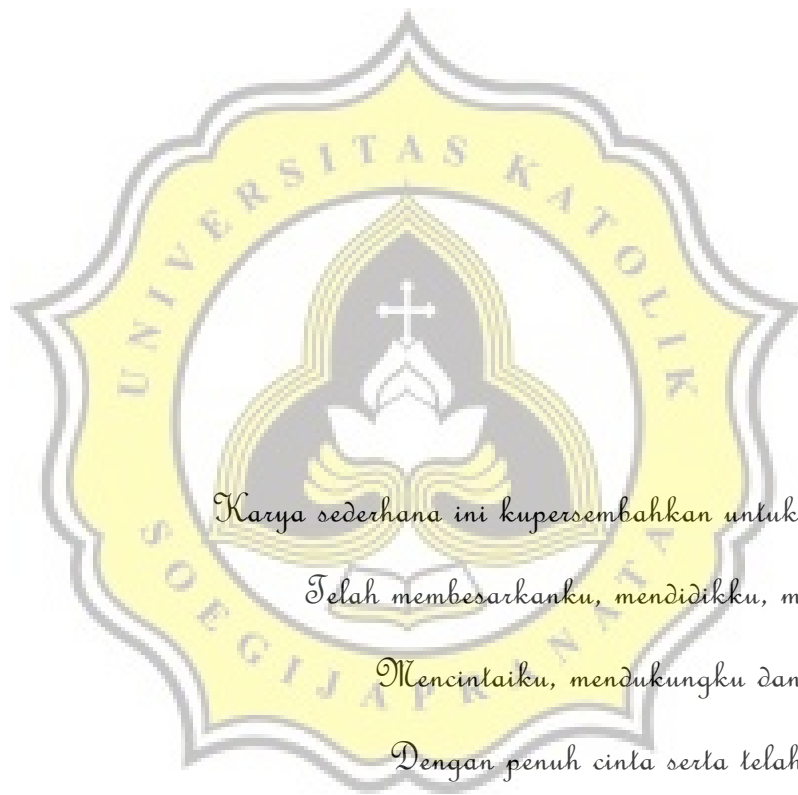 UNIVERSITAS KATOLIK
SOEGIJAPRANATA
Karya sederhana ini kupersembahkan untuk
Telah membesarkanku, mendidikku, m
Mencintaiku, mendukungku dan
Dengan penuh cinta serta telah